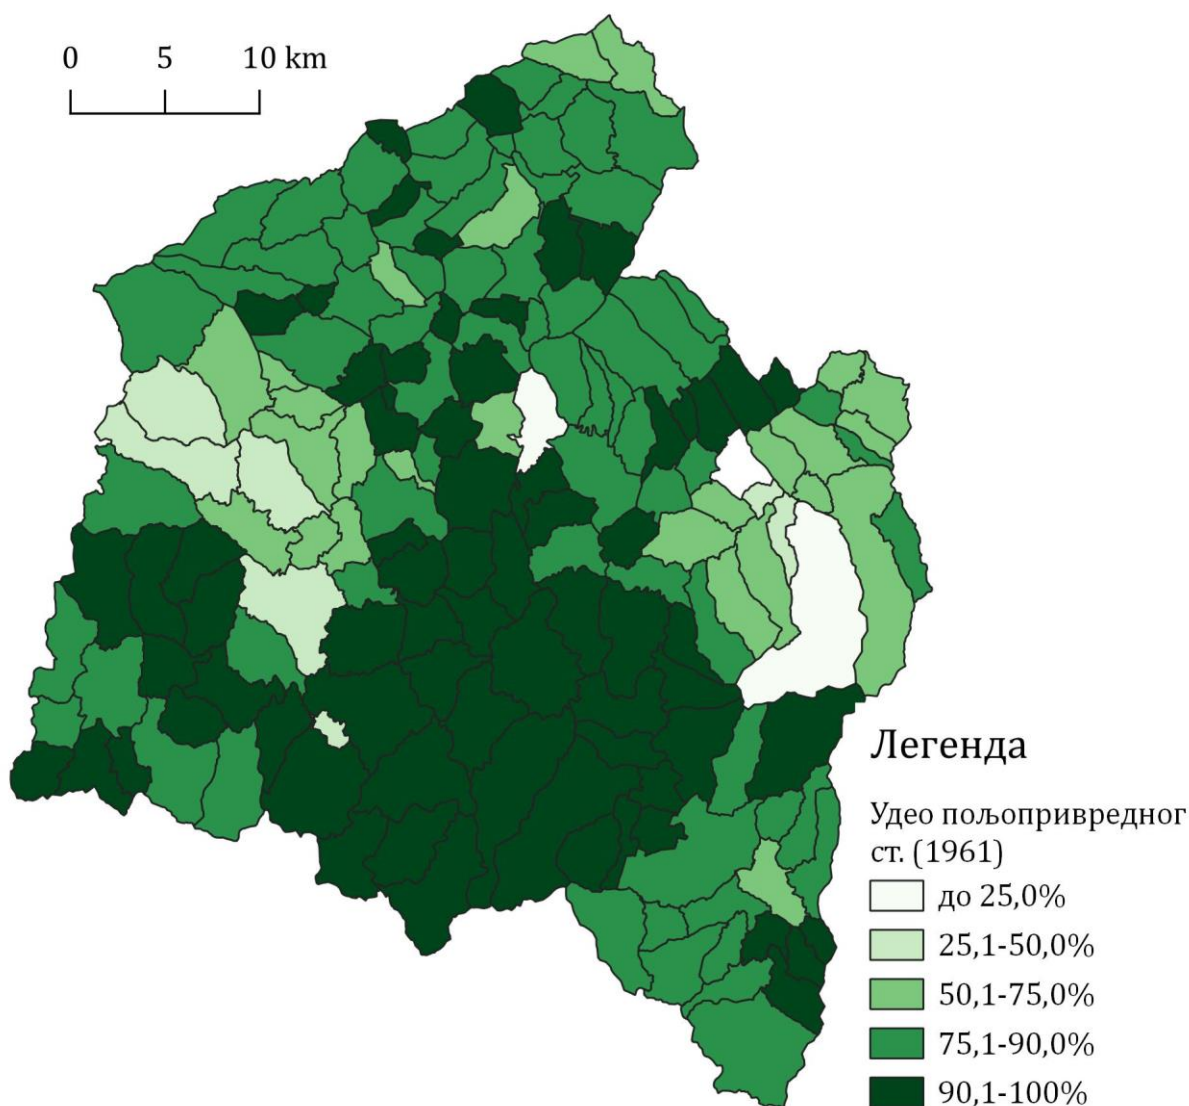 0 5 10 km
Легенда
Удео пољопривредног
ст. (1961)
до 25,0%
25,1-50,0%
50,1-75,0%
75,1-90,0%
90,1-100%